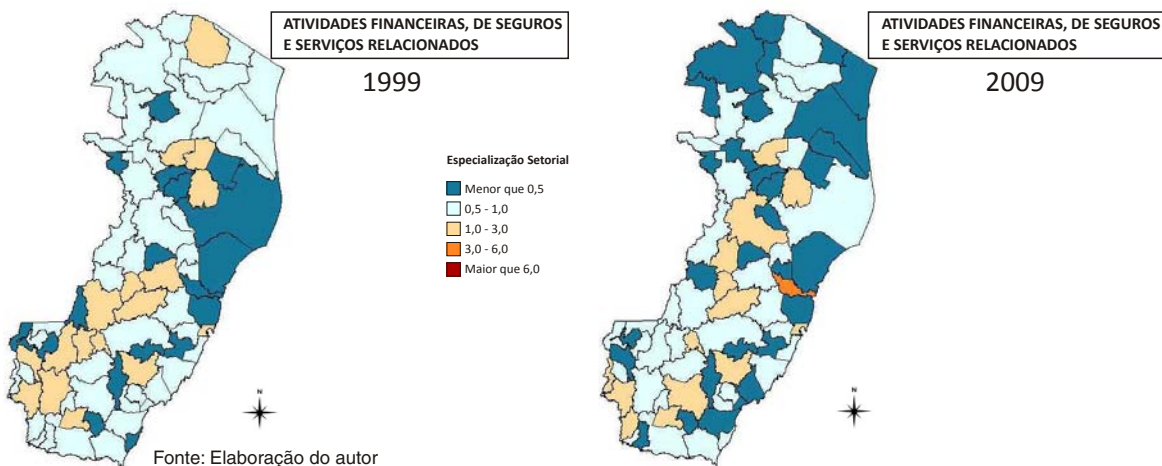 ATIVIDADES FINANCEIRAS, DE SEGUROS
E SERVIÇOS RELACIONADOS
1999
N
Fonte: Elaboração do autor
Especialização Setorial
Menor que 0,5
0,5 - 1,0
1,0 - 3,0
3,0 - 6,0
Maior que 6,0
ATIVIDADES FINANCEIRAS, DE SEGUROS
E SERVIÇOS RELACIONADOS
2009
N